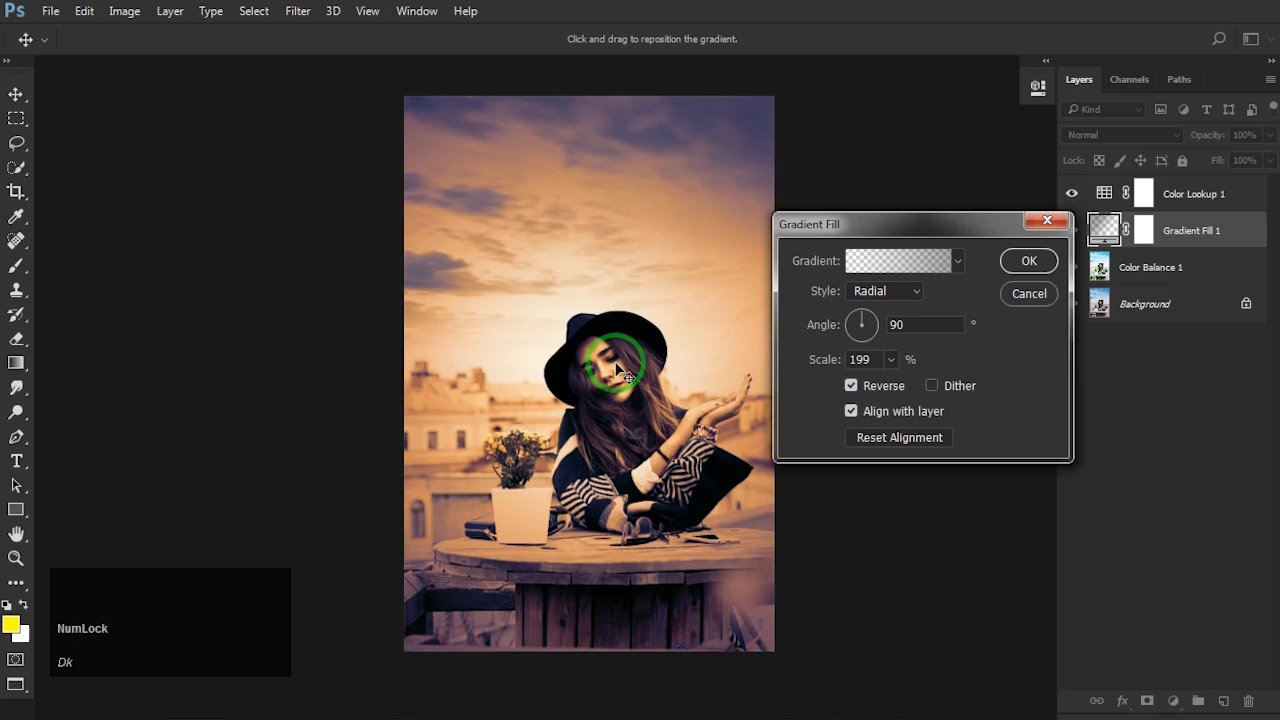 Ps File Edit Image Layer Type Select Filter 3D View Window Help
Click and drag to reposition the gradient.
Layers Channels Paths
Kind
Normal Opacity: 100%
Lock: Fill: 100%
Color Lookup 1
Gradient Fill 1
Color Balance 1
Background
Gradient Fill
Gradient: OK
Style: Radial Cancel
Angle: 90 °
Scale: 199 %
Reverse Dither
Align with layer
Reset Alignment
NumLock
Dk